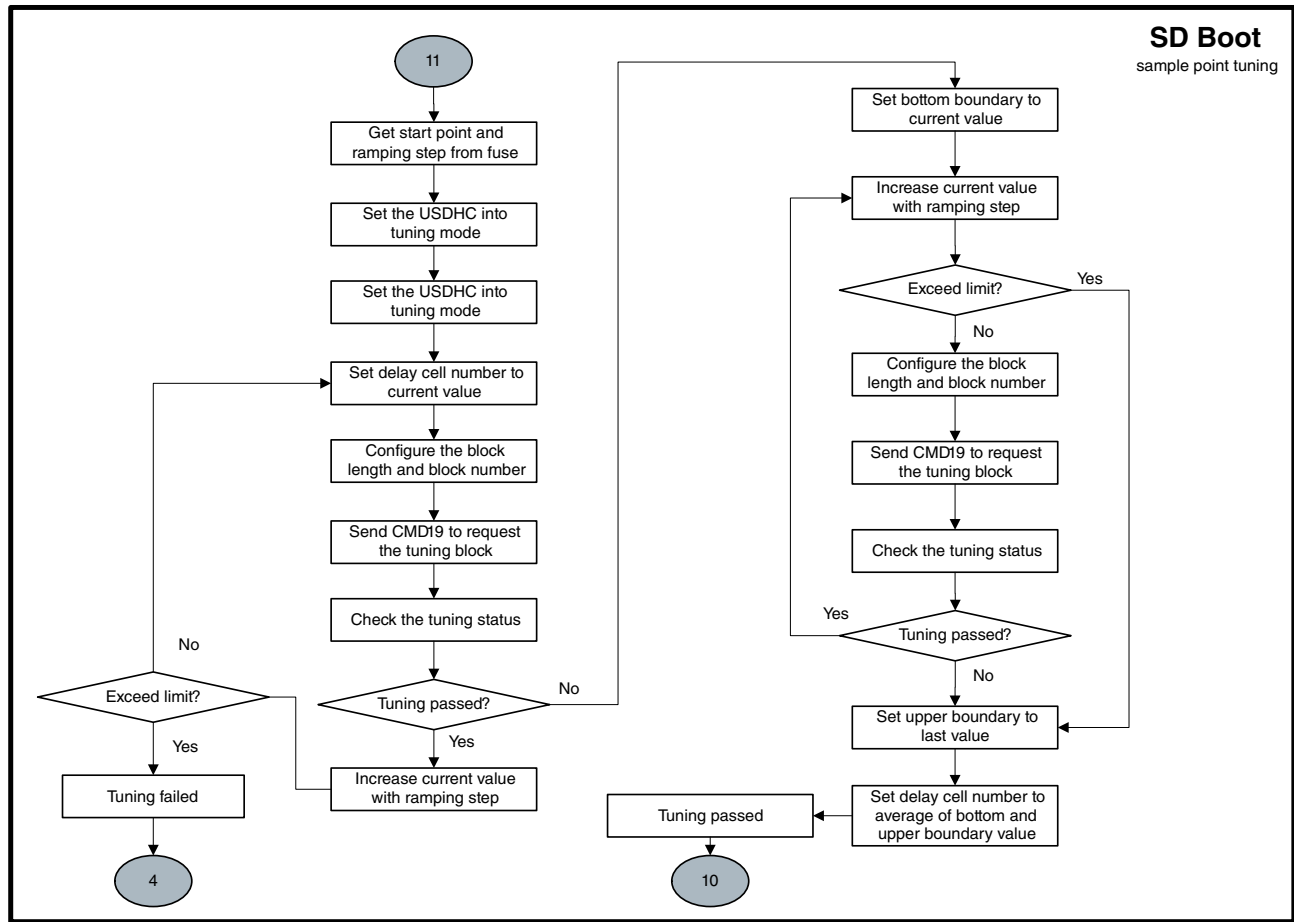 SD Boot
sample point tuning
11
Get start point and
ramping step from fuse
Set the USDHC into
tuning mode
Set the USDHC into
tuning mode
Set delay cell number to
current value
Configure the block
length and block number
Send CMD19 to request
the tuning block
Check the tuning status
Tuning passed?
No
Yes
Increase current value
with ramping step
Exceed limit?
No
Yes
Tuning failed
4
Set bottom boundary to
current value
Increase current value
with ramping step
Exceed limit?
Yes
No
Configure the block
length and block number
Send CMD19 to request
the tuning block
Check the tuning status
Tuning passed?
Yes
No
Set upper boundary to
last value
Set delay cell number to
average of bottom and
upper boundary value
Tuning passed
10